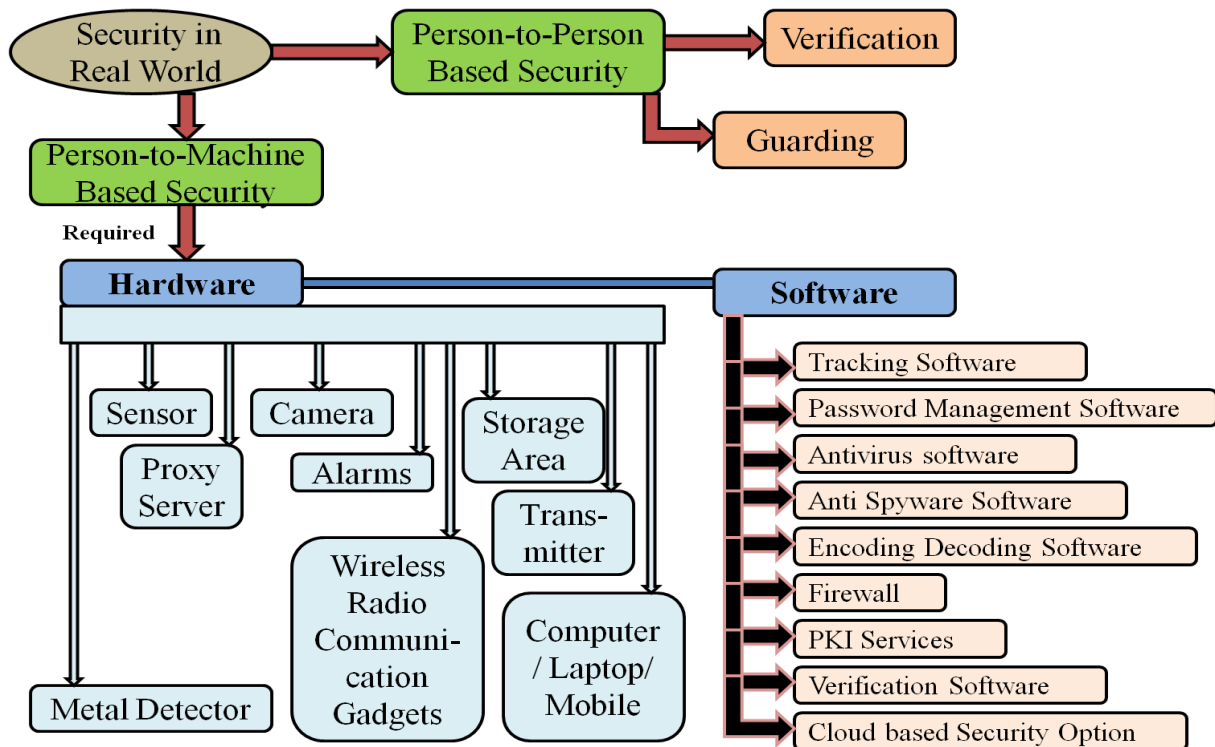 Security in
Real World
Person-to-Person
Based Security
Verification
Guarding
Person-to-Machine
Based Security
Required
Hardware
Software
Sensor
Proxy
Server
Camera
Alarms
Storage
Area
Trans-
mitter
Wireless
Radio
Communi-
cation
Gadgets
Computer
/ Laptop/
Mobile
Metal Detector
Tracking Software
Password Management Software
Antivirus software
Anti Spyware Software
Encoding Decoding Software
Firewall
PKI Services
Verification Software
Cloud based Security Option